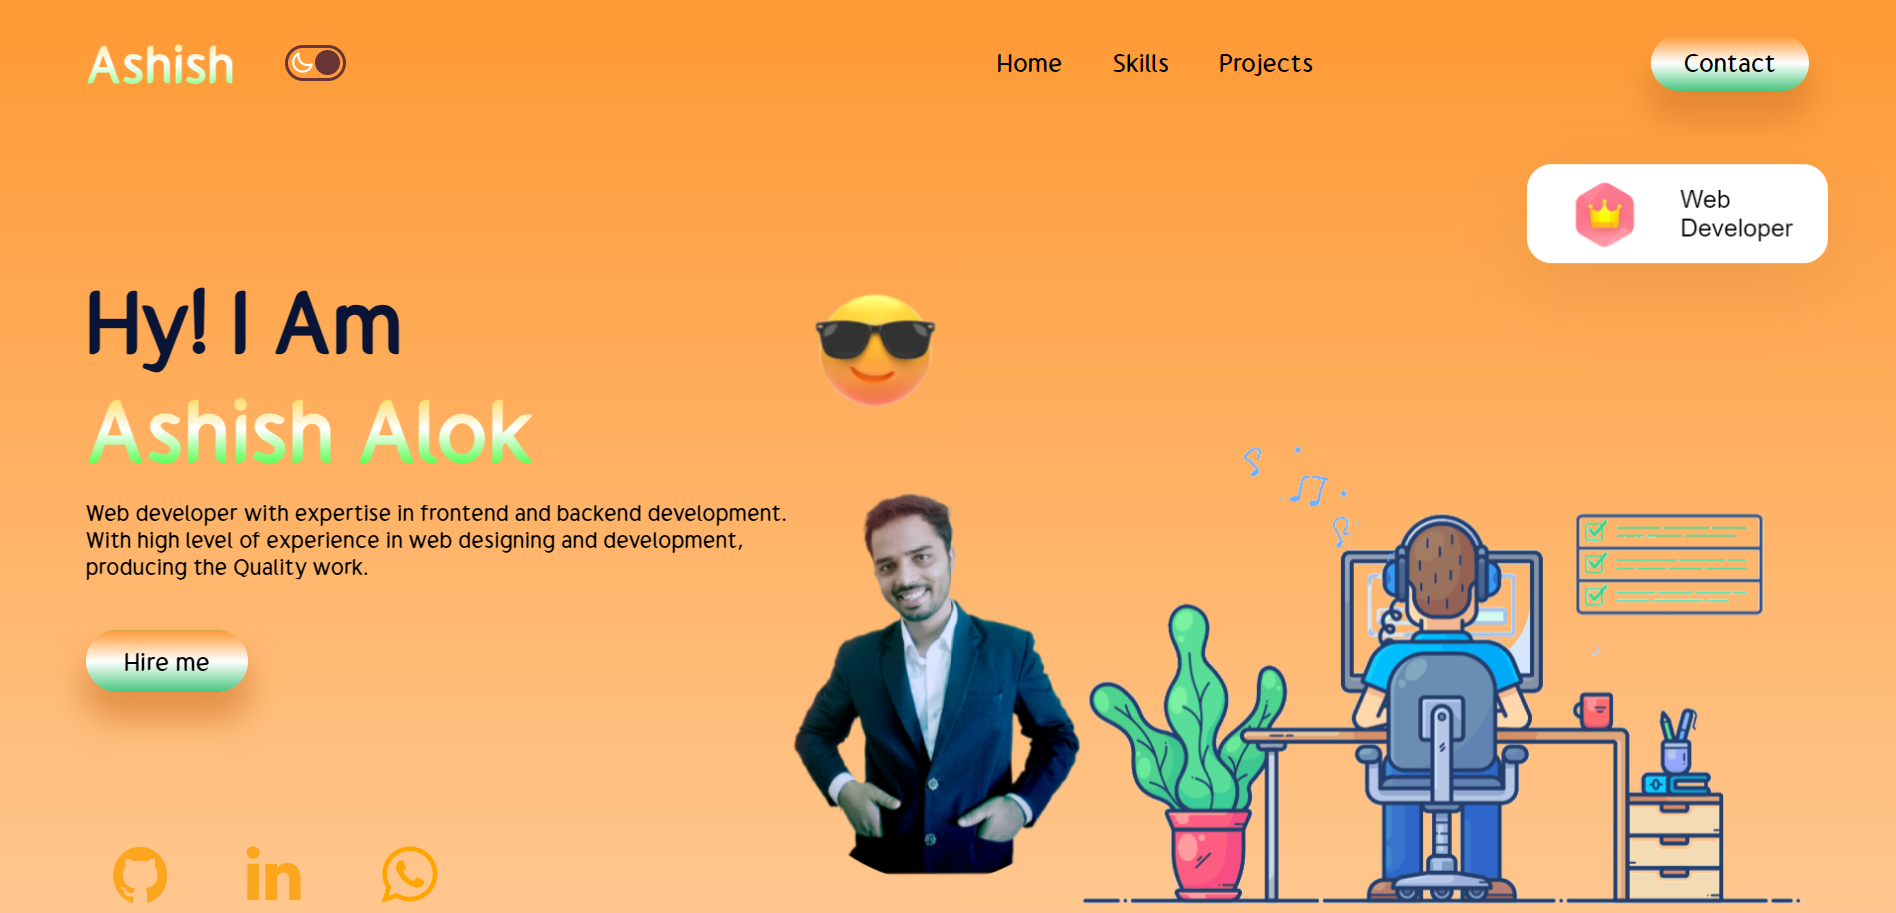 Ashish
Home
Skills
Projects
Contact
Web
Developer
Hy! I Am
Ashish Alok
Web developer with expertise in frontend and backend development.
With high level of experience in web designing and development,
producing the Quality work.
Hire me
in